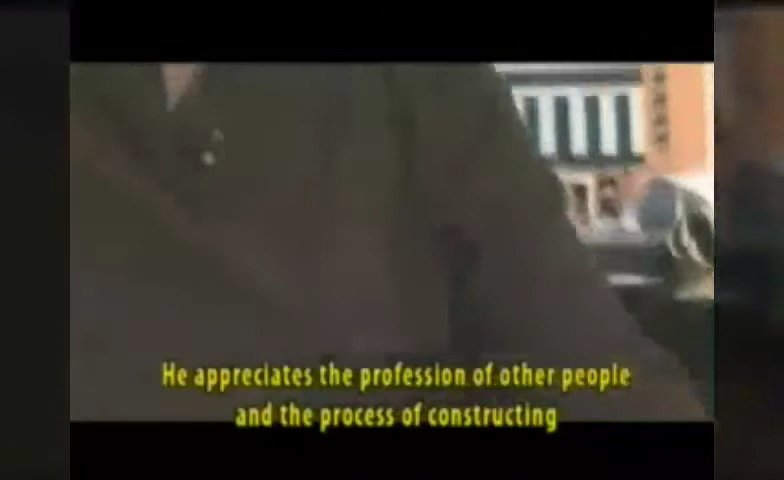 He appreciates the profession of other people
and the process of constructing